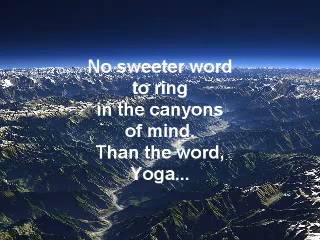 No sweeter word
to ring
in the canyons
of mind.
Than the word,
Yoga...